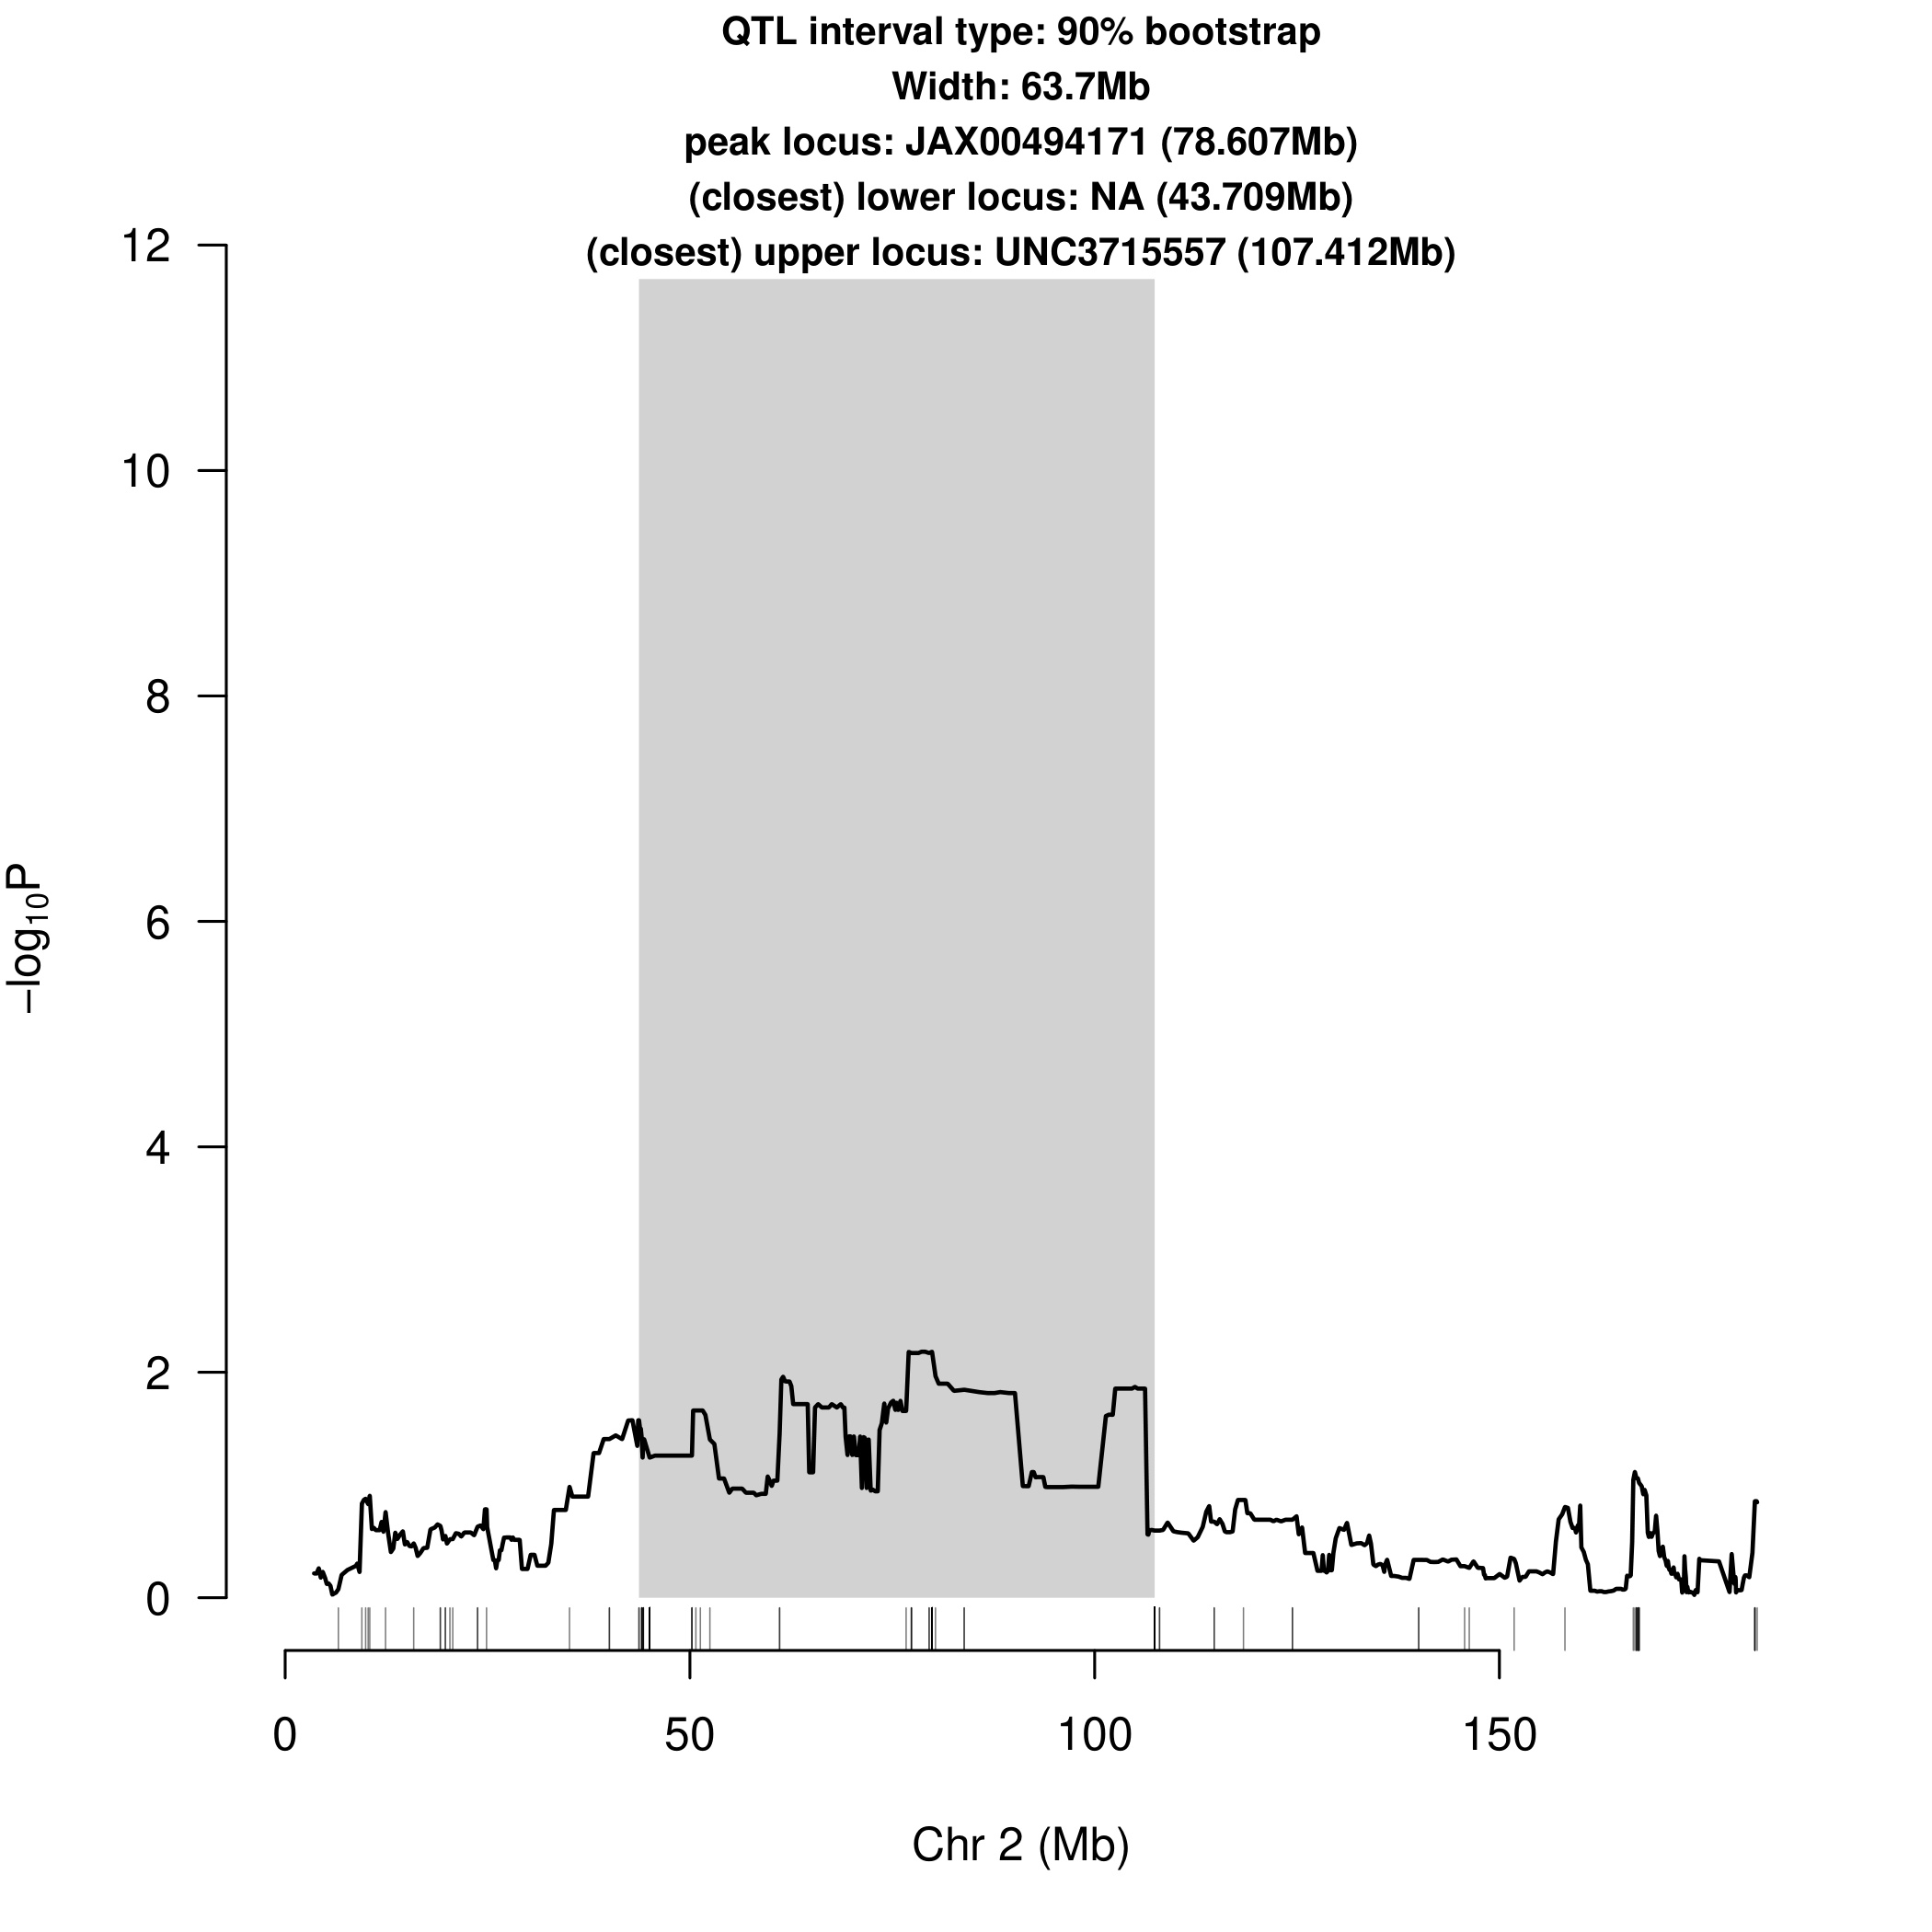 QTL interval type: 90% bootstrap
Width: 63.7Mb
peak locus: JAX00494171 (78.607Mb)
(closest) lower locus: NA (43.709Mb)
(closest) upper locus: UNC3715557 (107.412Mb)
12
10
8
6
4
2
0
−log10P
0 50 100 150
Chr 2 (Mb)